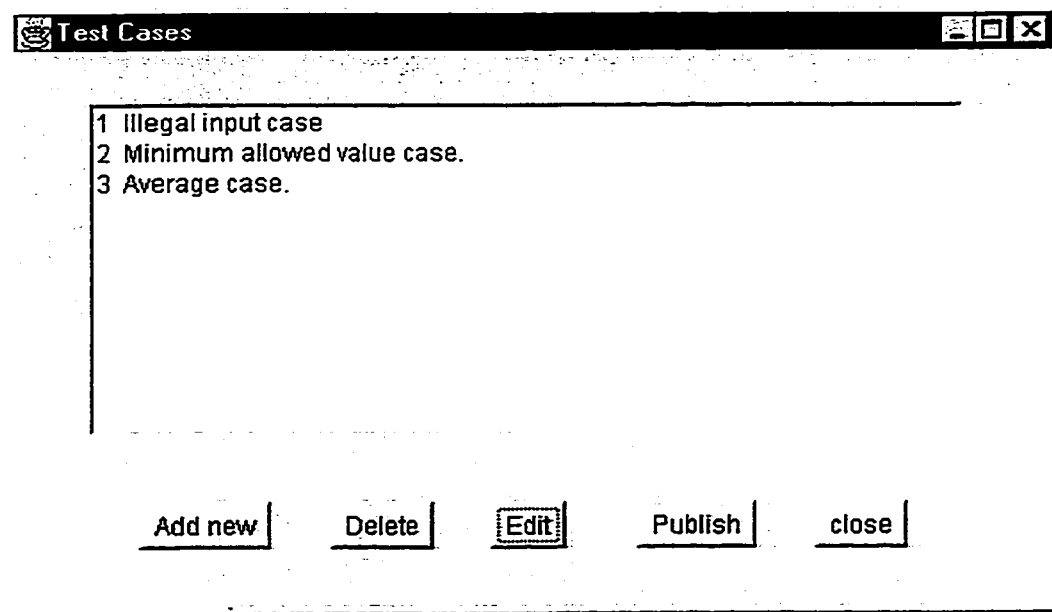 Test Cases
1 Illegal input case
2 Minimum allowed value case.
3 Average case.
Add new Delete Edit Publish close